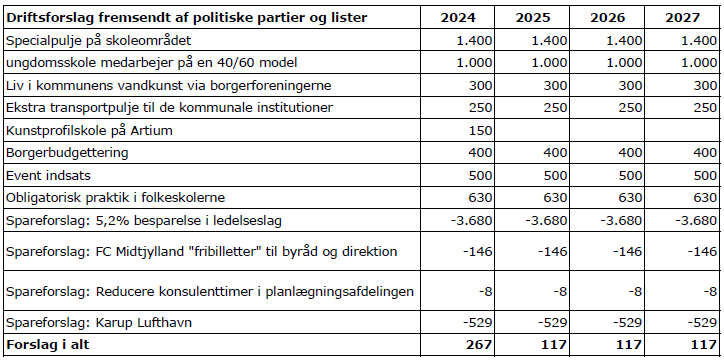 Driftsforslag fremsendt af politiske partier og lister 2024 2025 2026 2027
Specialpulje på skoleområdet 1.400 1.400 1.400 1.400
ungdomsskole medarbejer på en 40/60 model 1.000 1.000 1.000 1.000
Liv i kommunens vandkunst via borgerforeningerne 300 300 300 300
Ekstra transportpulje til de kommunale institutioner 250 250 250 250
Kunstprofilskole på Artium 150
Borgerbudgettering 400 400 400 400
Event indsats 500 500 500 500
Obligatorisk praktik i folkeskolerne 630 630 630 630
Spareforslag: 5,2% besparelse i ledelseslag -3.680 -3.680 -3.680 -3.680
Spareforslag: FC Midtjylland "fribilletter" til byråd og direktion -146 -146 -146 -146
Spareforslag: Reducere konsulenttimer i planlægningsafdelingen -8 -8 -8 -8
Spareforslag: Karup Lufthavn -529 -529 -529 -529
Forslag i alt 267 117 117 117